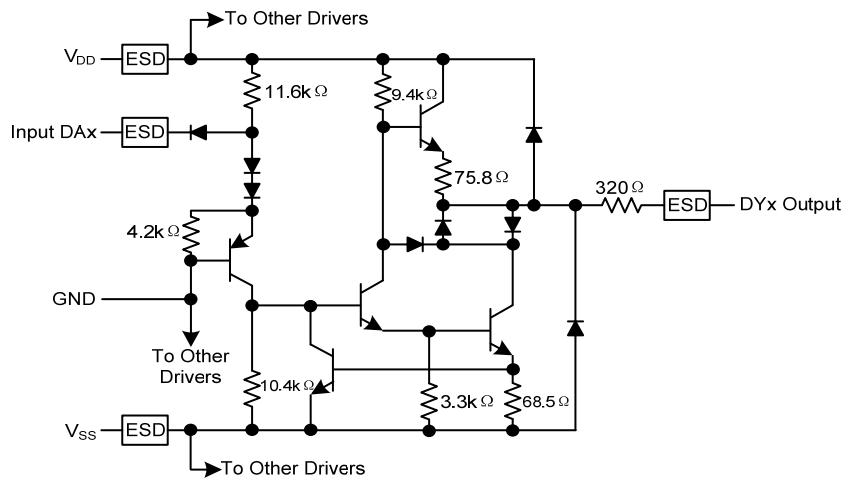 To Other Drivers
VDD
ESD
11.6kΩ
9.4kΩ
Input DAx
ESD
75.8Ω
320Ω
ESD
DYx Output
4.2kΩ
GND
To Other
Drivers
10.4kΩ
3.3kΩ
68.5Ω
VSS
ESD
To Other Drivers